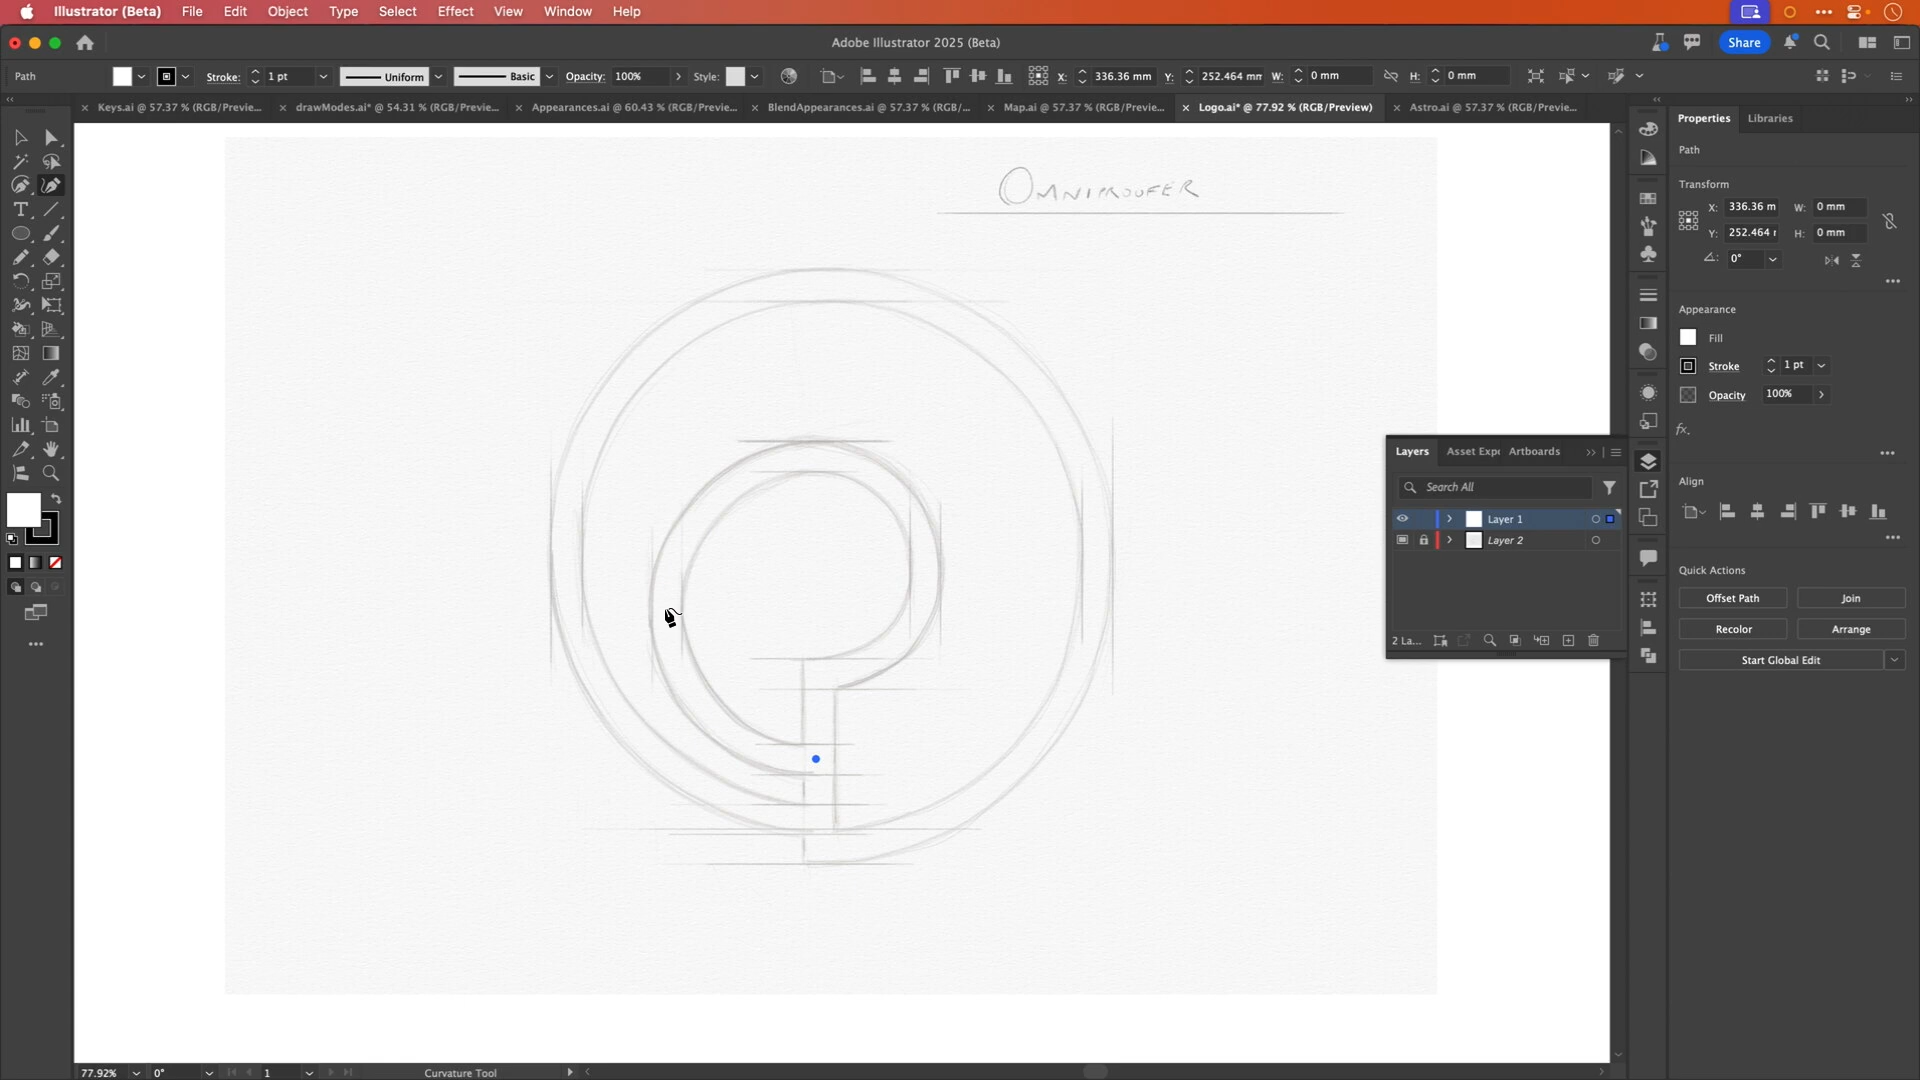 Illustrator (Beta) File Edit Object Type Select Effect View Window Help
Adobe Illustrator 2025 (Beta)
Share
Path Stroke: 1 pt Uniform Basic Opacity: 100% Style: X: 336.36 mm Y: 252.464 mm W: 0 mm H: 0 mm
Keys.ai @ 57.37 % (RGB/Previe... drawModes.ai* @ 54.31 % (RGB/Previe... Appearances.ai @ 60.43 % (RGB/Previe... BlendAppearances.ai @ 57.37 % (RGB/... Map.ai @ 57.37 % (RGB/Previe... Logo.ai* @ 77.92 % (RGB/Preview) Astro.ai @ 57.37 % (RGB/Previe...
Properties Libraries
Path
Transform
X: 336.36 m W: 0 mm
Y: 252.464 r H: 0 mm
0°
Appearance
Fill
Stroke 1 pt
Opacity 100%
fx.
Align
Quick Actions
Offset Path Join
Recolor Arrange
Start Global Edit
OMNIPROOFER
Layers Asset Expo Artboards
Search All
Layer 1
Layer 2
2 La...
77.92% 0° 1 Curvature Tool